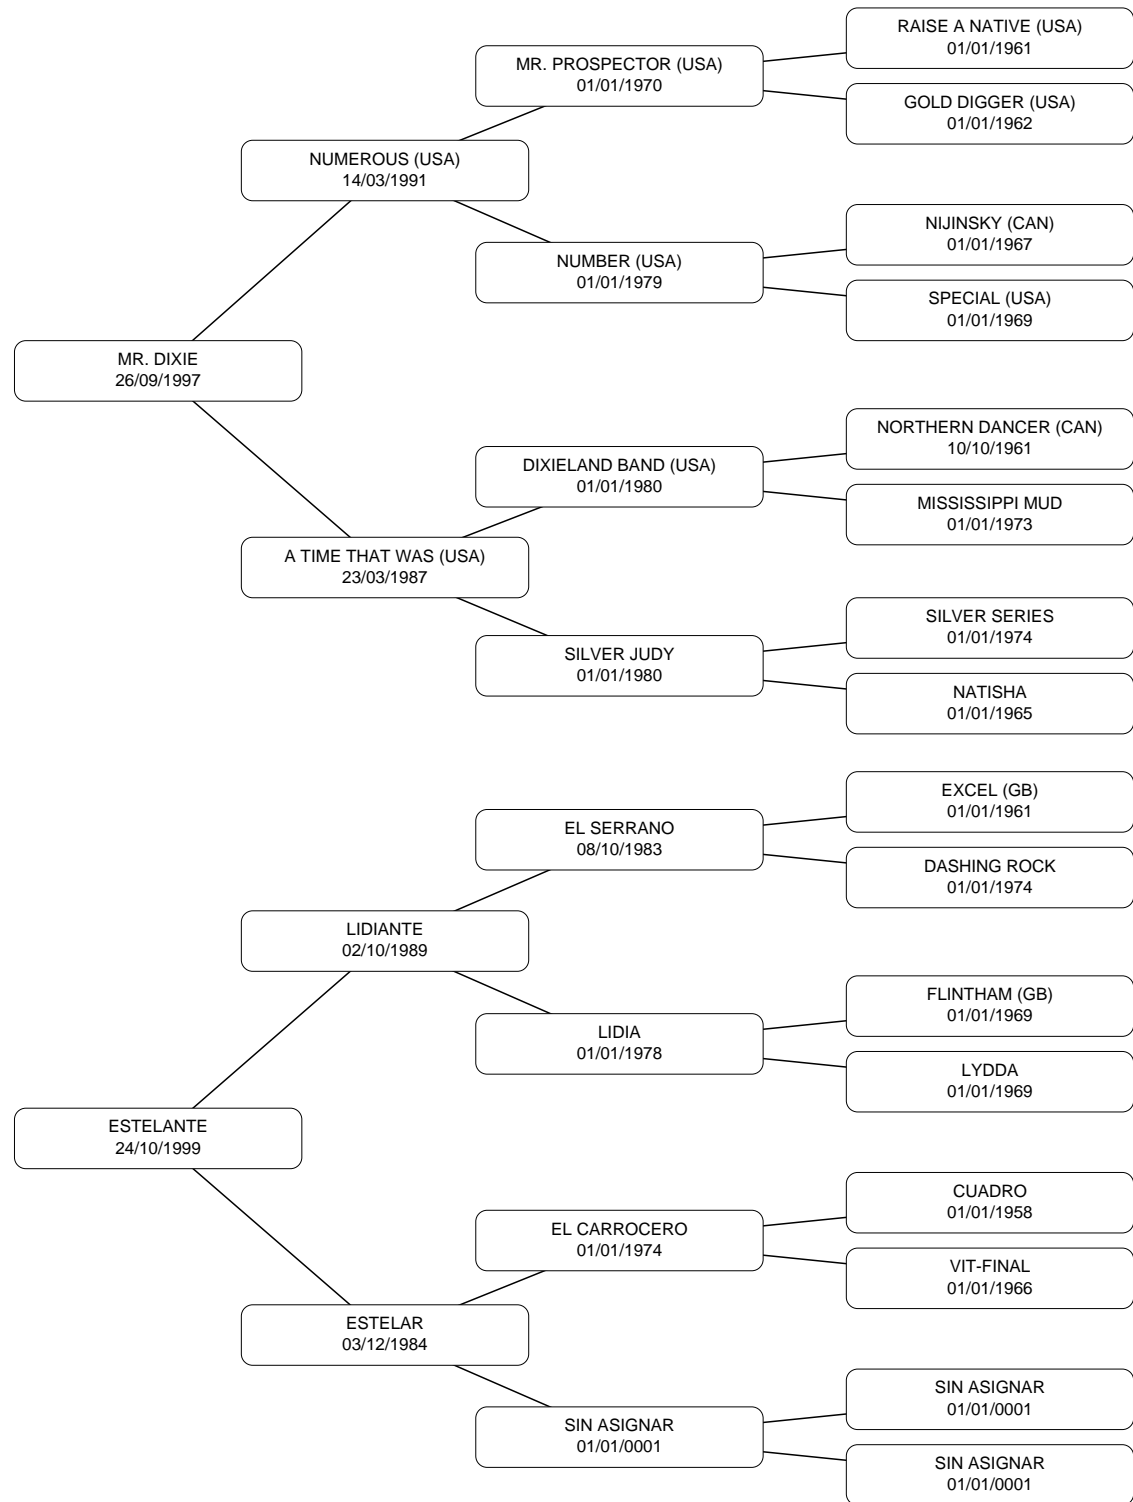 RAISE A NATIVE (USA)
01/01/1961
MR. PROSPECTOR (USA)
01/01/1970
GOLD DIGGER (USA)
01/01/1962
NUMEROUS (USA)
14/03/1991
NIJINSKY (CAN)
01/01/1967
NUMBER (USA)
01/01/1979
SPECIAL (USA)
01/01/1969
MR. DIXIE
26/09/1997
NORTHERN DANCER (CAN)
10/10/1961
DIXIELAND BAND (USA)
01/01/1980
MISSISSIPPI MUD
01/01/1973
A TIME THAT WAS (USA)
23/03/1987
SILVER SERIES
01/01/1974
SILVER JUDY
01/01/1980
NATISHA
01/01/1965
EXCEL (GB)
01/01/1961
EL SERRANO
08/10/1983
DASHING ROCK
01/01/1974
LIDIANTE
02/10/1989
FLINTHAM (GB)
01/01/1969
LIDIA
01/01/1978
LYDDA
01/01/1969
ESTELANTE
24/10/1999
CUADRO
01/01/1958
EL CARROCERO
01/01/1974
VIT-FINAL
01/01/1966
ESTELAR
03/12/1984
SIN ASIGNAR
01/01/0001
SIN ASIGNAR
01/01/0001
SIN ASIGNAR
01/01/0001